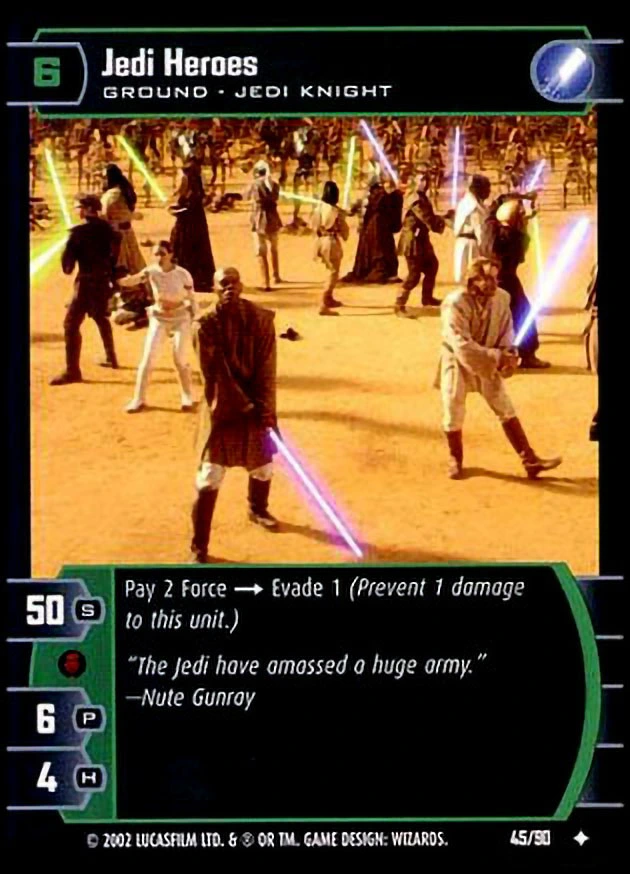 6
Jedi Heroes
GROUND - JEDI KNIGHT
50 S
Pay 2 Force → Evade 1 (Prevent 1 damage
to this unit.)
"The Jedi have amassed a huge army."
—Nute Gunray
6 P
4 H
© 2002 LUCASFILM LTD. & ® OR TM. GAME DESIGN: WIZARDS.
45/90